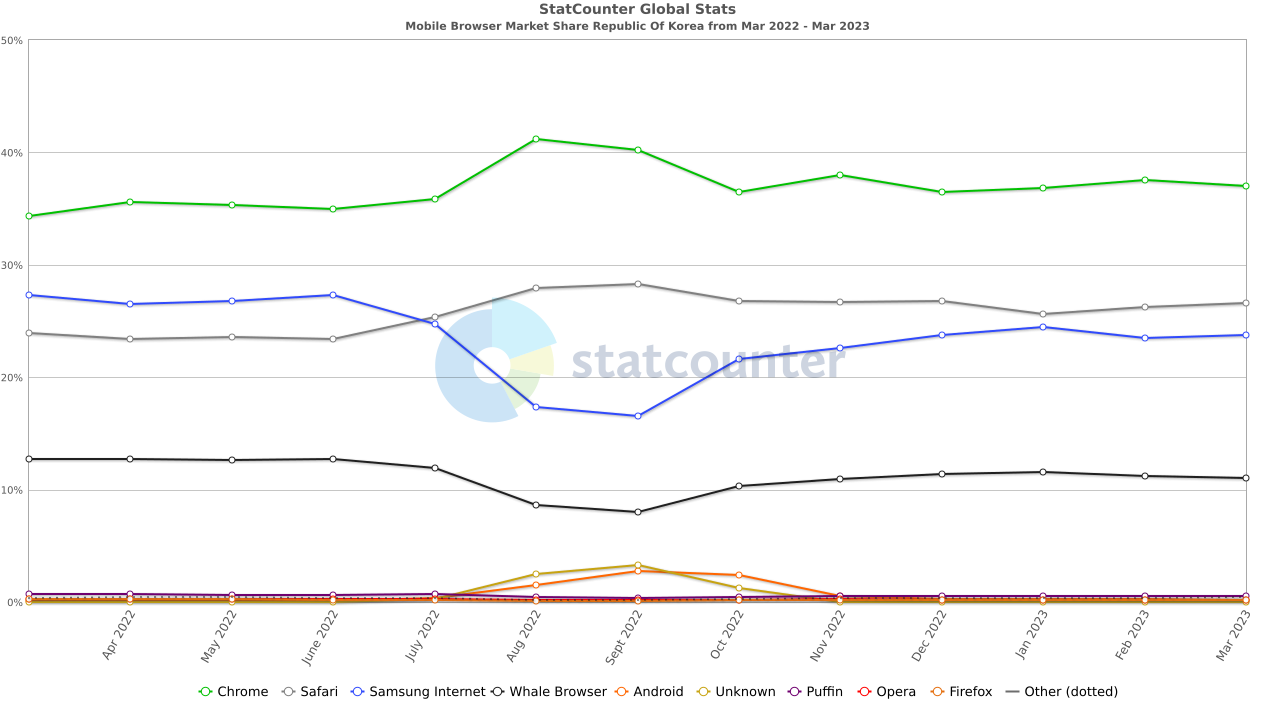 StatCounter Global Stats
Mobile Browser Market Share Republic Of Korea from Mar 2022 - Mar 2023
50%
40%
30%
20%
10%
0%
statcounter
Apr 2022
May 2022
June 2022
July 2022
Aug 2022
Sept 2022
Oct 2022
Nov 2022
Dec 2022
Jan 2023
Feb 2023
Mar 2023
Chrome Safari Samsung Internet Whale Browser Android Unknown Puffin Opera Firefox Other (dotted)